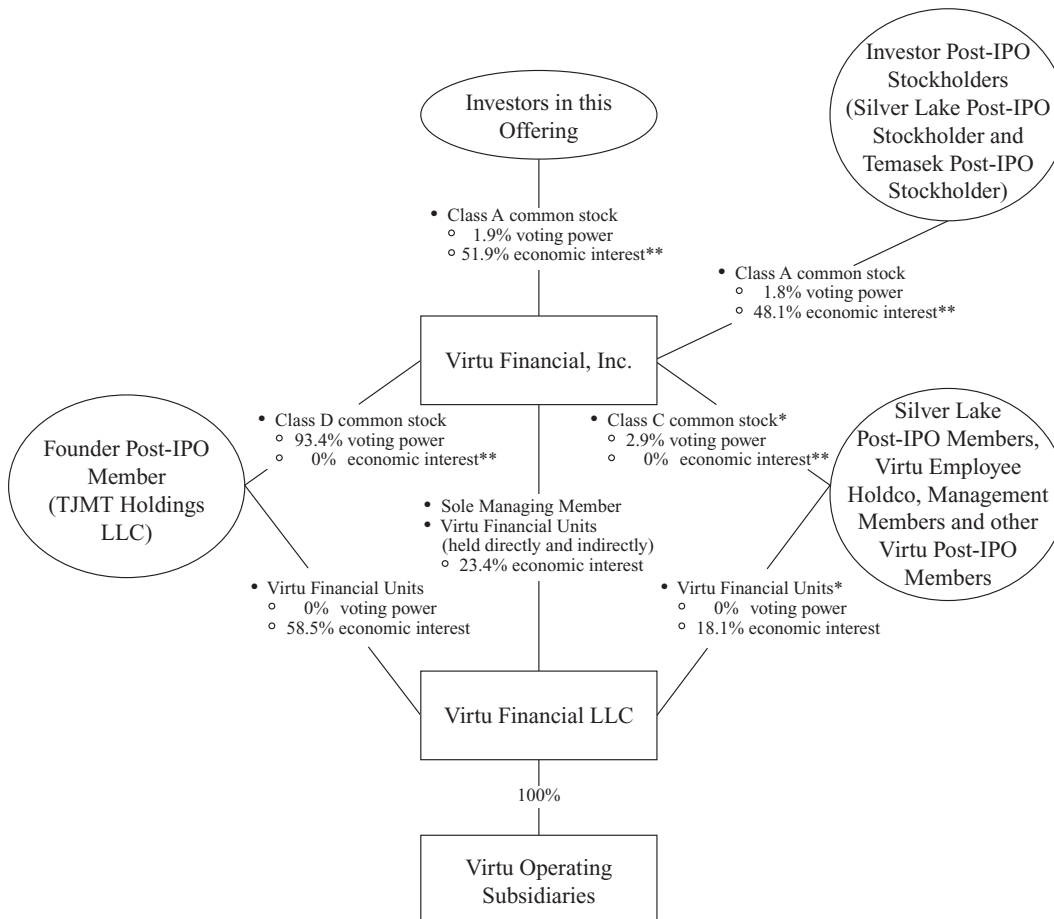 Investor Post-IPO
Stockholders
(Silver Lake Post-IPO
Stockholder and
Temasek Post-IPO
Stockholder)
Investors in this
Offering
• Class A common stock
○ 1.9% voting power
○ 51.9% economic interest**
• Class A common stock
○ 1.8% voting power
○ 48.1% economic interest**
Virtu Financial, Inc.
• Class D common stock
○ 93.4% voting power
○ 0% economic interest**
• Class C common stock*
○ 2.9% voting power
○ 0% economic interest**
Founder Post-IPO
Member
(TJMT Holdings
LLC)
Silver Lake
Post-IPO Members,
Virtu Employee
Holdco, Management
Members and other
Virtu Post-IPO
Members
• Sole Managing Member
• Virtu Financial Units
(held directly and indirectly)
○ 23.4% economic interest
• Virtu Financial Units
○ 0% voting power
○ 58.5% economic interest
• Virtu Financial Units*
○ 0% voting power
○ 18.1% economic interest
Virtu Financial LLC
100%
Virtu Operating
Subsidiaries